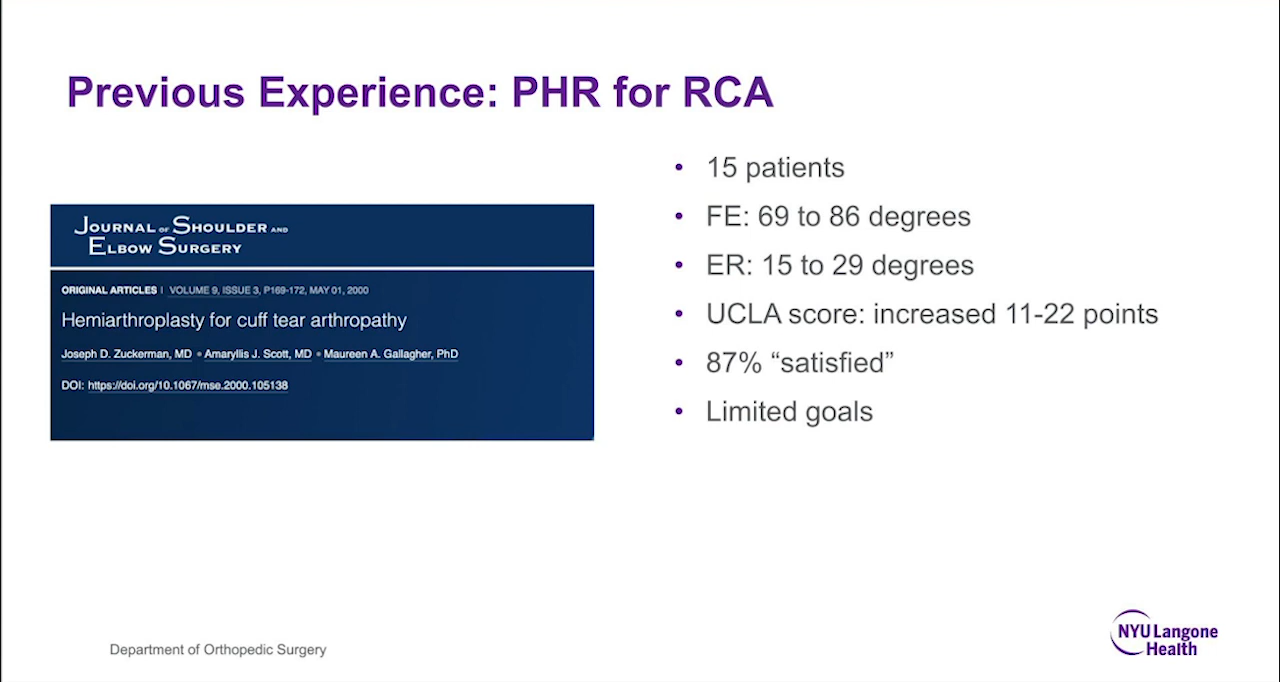 Previous Experience: PHR for RCA
JOURNAL OF SHOULDER AND
ELBOW SURGERY
ORIGINAL ARTICLES | VOLUME 9, ISSUE 3, P169-172, MAY 01, 2000
Hemiarthroplasty for cuff tear arthropathy
Joseph D. Zuckerman, MD • Amaryllis J. Scott, MD • Maureen A. Gallagher, PhD
DOI: https://doi.org/10.1067/mse.2000.105138
• 15 patients
• FE: 69 to 86 degrees
• ER: 15 to 29 degrees
• UCLA score: increased 11-22 points
• 87% “satisfied”
• Limited goals
Department of Orthopedic Surgery
NYU Langone
Health